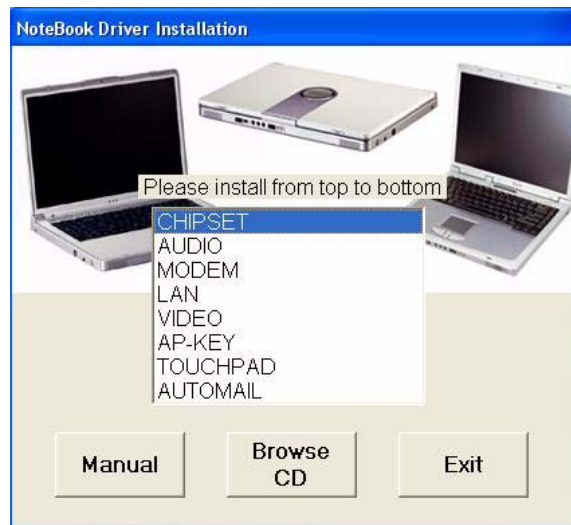 NoteBook Driver Installation
Please install from top to bottom
CHIPSET
AUDIO
MODEM
LAN
VIDEO
AP-KEY
TOUCHPAD
AUTOMAIL
Manual
Browse
CD
Exit